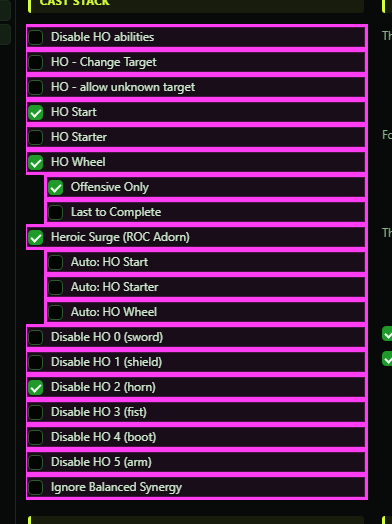 CAST STACK
Disable HO abilities
HO - Change Target
HO - allow unknown target
HO Start
HO Starter
HO Wheel
Offensive Only
Last to Complete
Heroic Surge (ROC Adorn)
Auto: HO Start
Auto: HO Starter
Auto: HO Wheel
Disable HO 0 (sword)
Disable HO 1 (shield)
Disable HO 2 (horn)
Disable HO 3 (fist)
Disable HO 4 (boot)
Disable HO 5 (arm)
Ignore Balanced Synergy